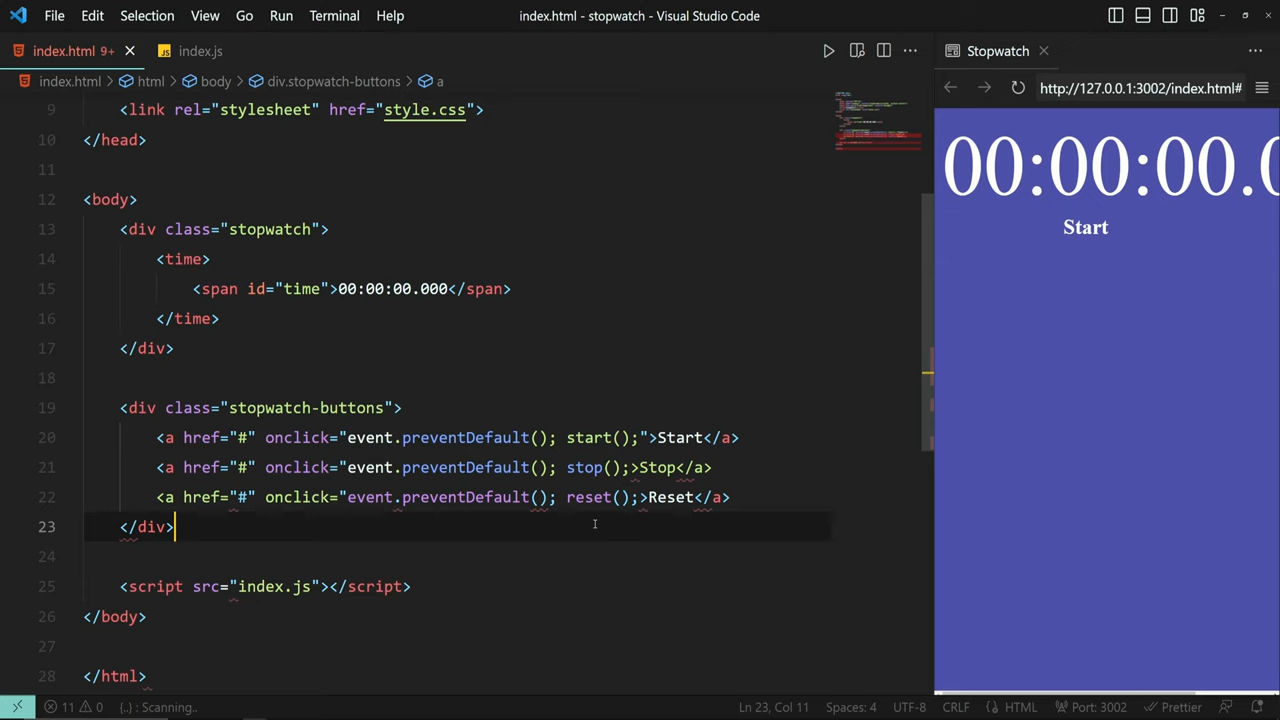 File Edit Selection View Go Run Terminal Help index.html - stopwatch - Visual Studio Code
index.html 9+ index.js
index.html html body div.stopwatch-buttons a
9 <link rel="stylesheet" href="style.css">
10 </head>
11
12 <body>
13 <div class="stopwatch">
14 <time>
15 <span id="time">00:00:00.000</span>
16 </time>
17 </div>
18
19 <div class="stopwatch-buttons">
20 <a href="#" onclick="event.preventDefault(); start();">Start</a>
21 <a href="#" onclick="event.preventDefault(); stop();>Stop</a>
22 <a href="#" onclick="event.preventDefault(); reset();>Reset</a>
23 </div>
24
25 <script src="index.js"></script>
26 </body>
27
28 </html>
Stopwatch
http://127.0.0.1:3002/index.html#
00:00:00.0
Start
11 0 {..} : Scanning.. Ln 23, Col 11 Spaces: 4 UTF-8 CRLF {} HTML Port: 3002 Prettier